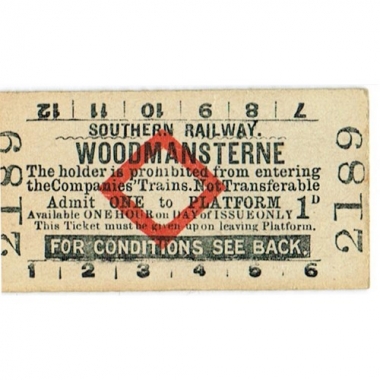 12 | 11 | 10 | 9 | 8 | 7
SOUTHERN RAILWAY.
WOODMANSTERNE
The holder is prohibited from entering
the Companies' Trains. Not Transferable
Admit ONE to PLATFORM 1D
Available ONE HOUR on DAY of ISSUE ONLY
This Ticket must be given up on leaving Platform.
FOR CONDITIONS SEE BACK.
1 | 2 | 3 | 4 | 5 | 6
2189
2189